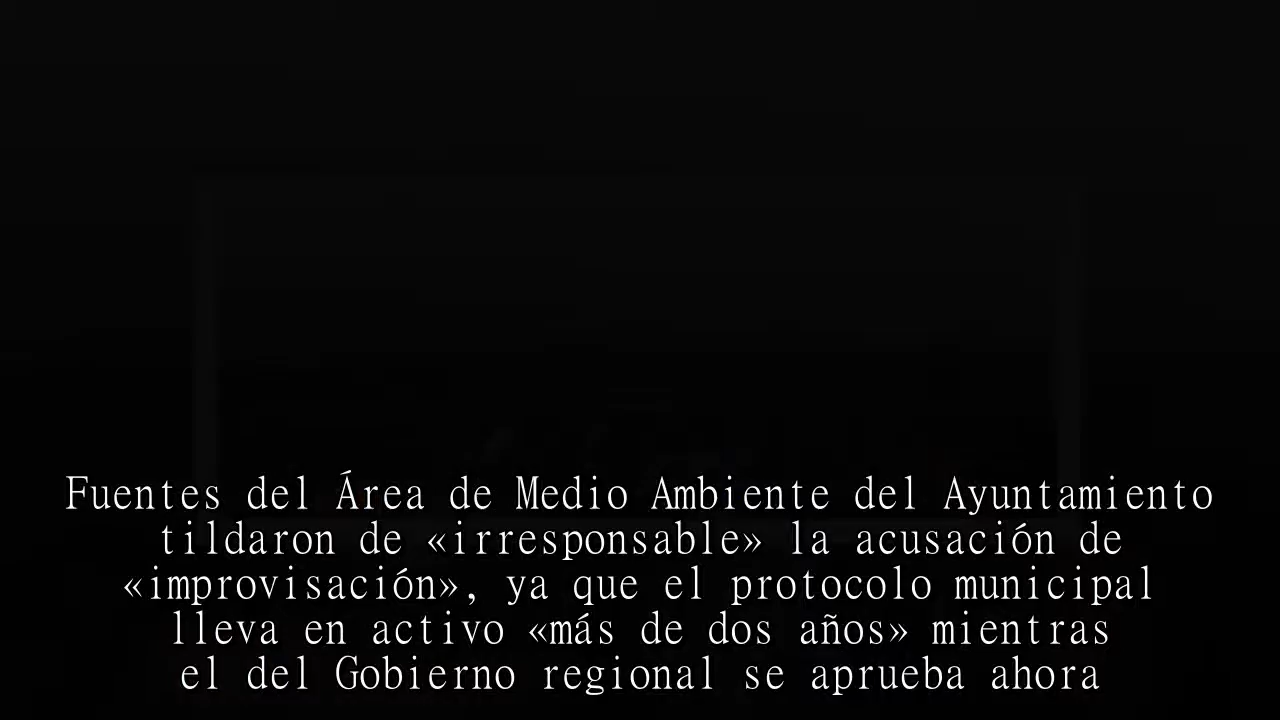 Fuentes del Área de Medio Ambiente del Ayuntamiento
tildaron de «irresponsable» la acusación de
«improvisación», ya que el protocolo municipal
lleva en activo «más de dos años» mientras
el del Gobierno regional se aprueba ahora